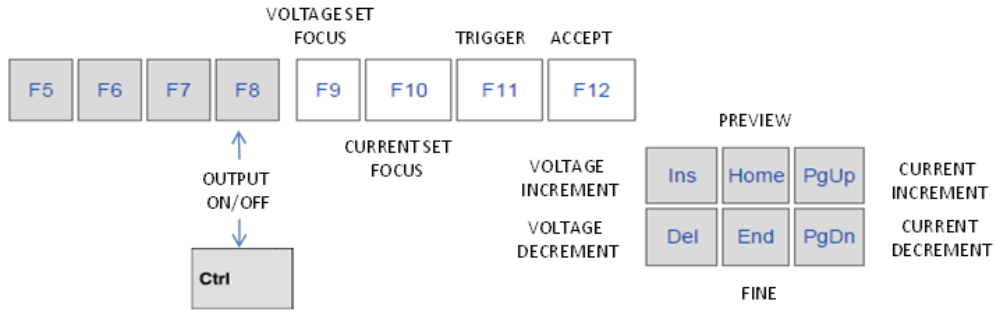 VOLTAGE SET
FOCUS
TRIGGER
ACCEPT
F5
F6
F7
F8
F9
F10
F11
F12
CURRENT SET
FOCUS
OUTPUT
ON/OFF
Ctrl
PREVIEW
VOLTAGE
INCREMENT
Ins
Home
PgUp
CURRENT
INCREMENT
VOLTAGE
DECREMENT
Del
End
PgDn
CURRENT
DECREMENT
FINE